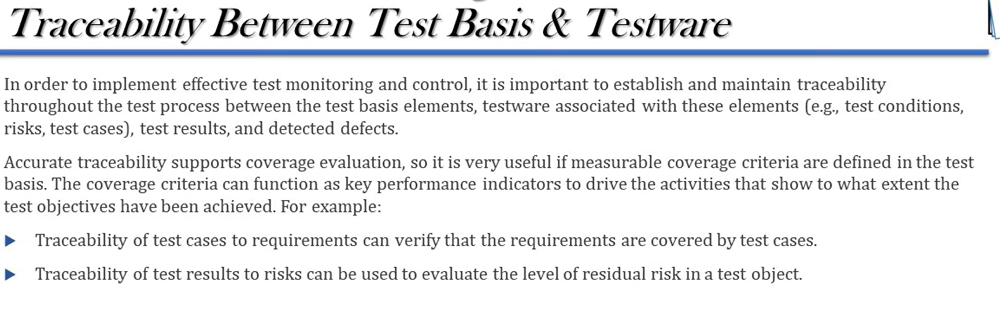 Traceability Between Test Basis & Testware
In order to implement effective test monitoring and control, it is important to establish and maintain traceability
throughout the test process between the test basis elements, testware associated with these elements (e.g., test conditions,
risks, test cases), test results, and detected defects.
Accurate traceability supports coverage evaluation, so it is very useful if measurable coverage criteria are defined in the test
basis. The coverage criteria can function as key performance indicators to drive the activities that show to what extent the
test objectives have been achieved. For example:
Traceability of test cases to requirements can verify that the requirements are covered by test cases.
Traceability of test results to risks can be used to evaluate the level of residual risk in a test object.